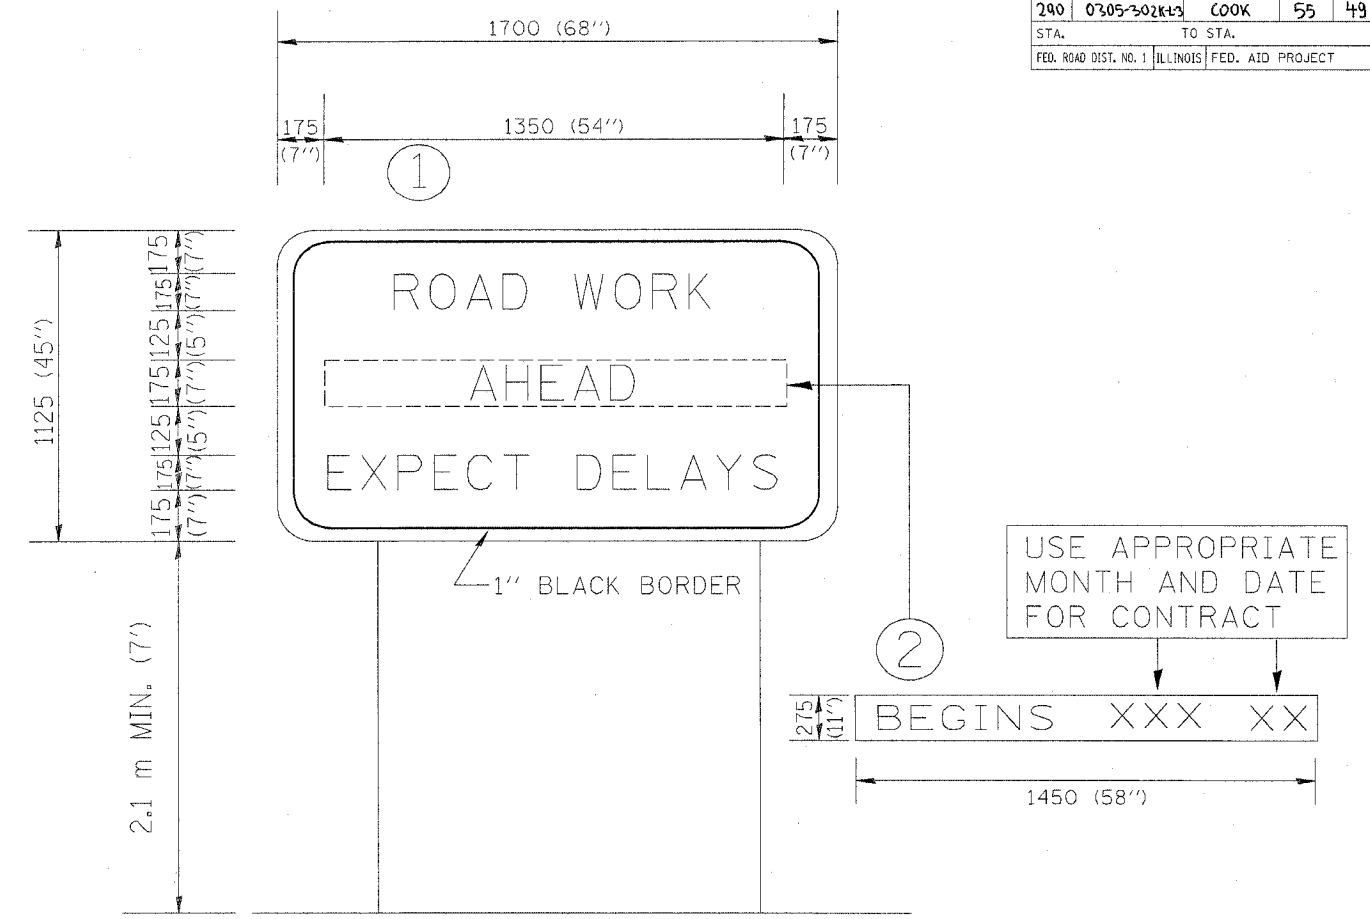 290 0305-302K-L3 COOK 55 49
STA. TO STA.
FED. ROAD DIST. NO. 1 ILLINOIS FED. AID PROJECT
1700 (68'')
175 (7'')
1350 (54'')
175 (7'')
1
1125 (45'')
175 (7'')
175 (7'')
125 (5'')
175 (7'')
125 (5'')
175 (7'')
175 (7'')
ROAD WORK
AHEAD
EXPECT DELAYS
1'' BLACK BORDER
2.1 m MIN. (7')
USE APPROPRIATE
MONTH AND DATE
FOR CONTRACT
2
275 (11'')
BEGINS XXX XX
1450 (58'')